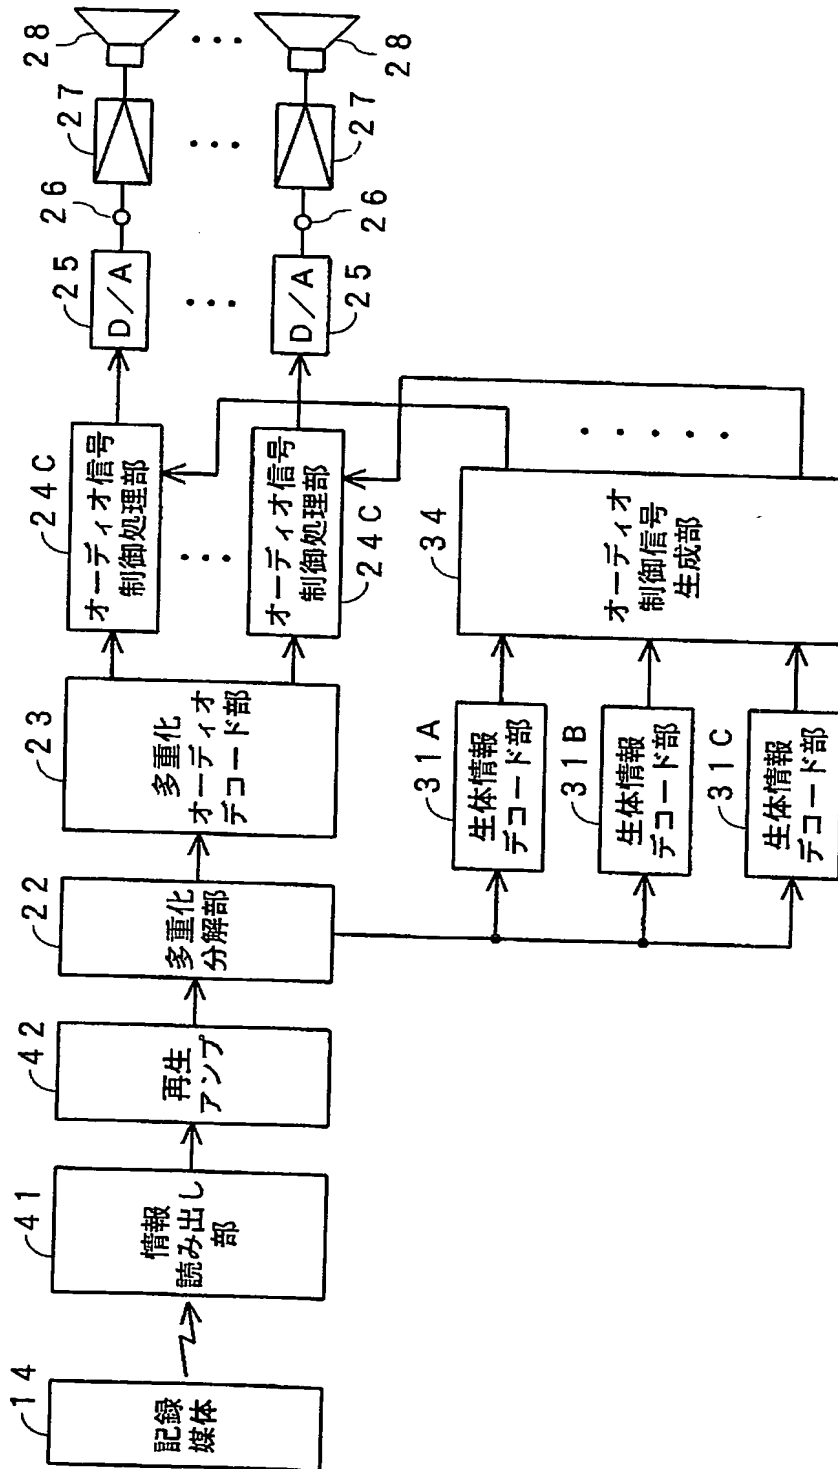 14
記録
媒体
41
情報
読み出し
部
42
再生
アンプ
22
多重化
分解部
23
多重化
オーディオ
デコード部
24C
オーディオ信号
制御処理部
25
D/A
26
27
28
オーディオ信号
制御処理部
24C
D/A
25
26
27
28
31A
生体情報
デコード部
31B
生体情報
デコード部
31C
生体情報
デコード部
34
オーディオ
制御信号
生成部